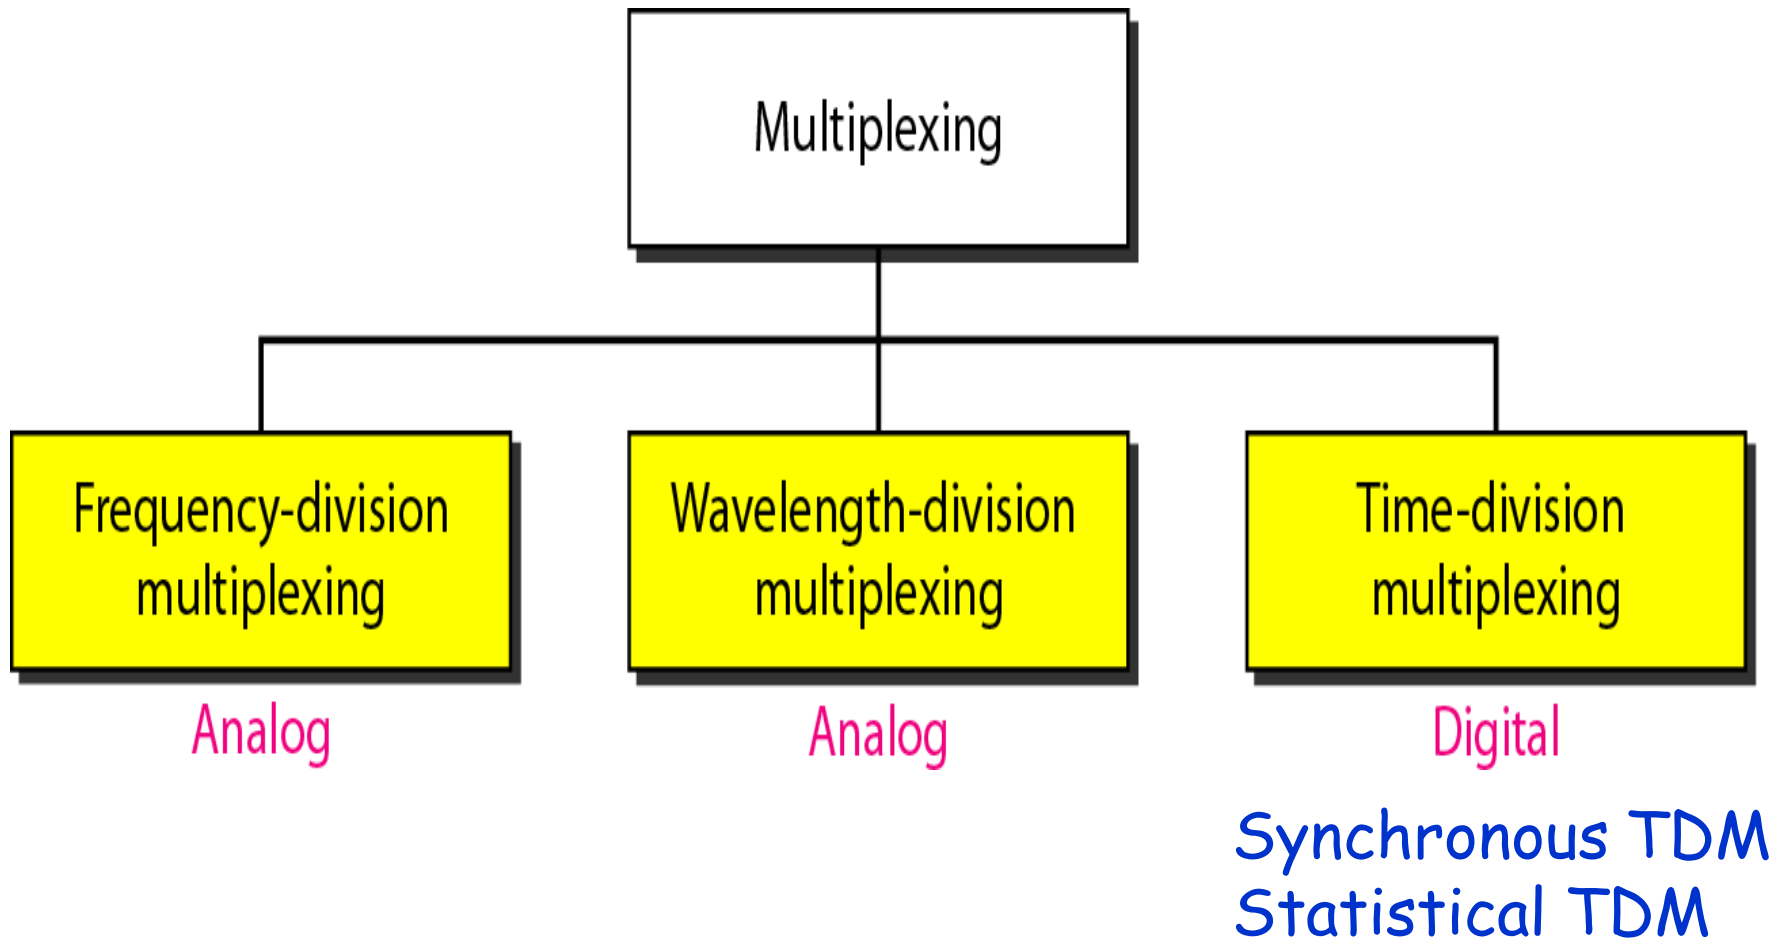 Multiplexing
Frequency-division
multiplexing
Wavelength-division
multiplexing
Time-division
multiplexing
Analog
Analog
Digital
Synchronous TDM
Statistical TDM